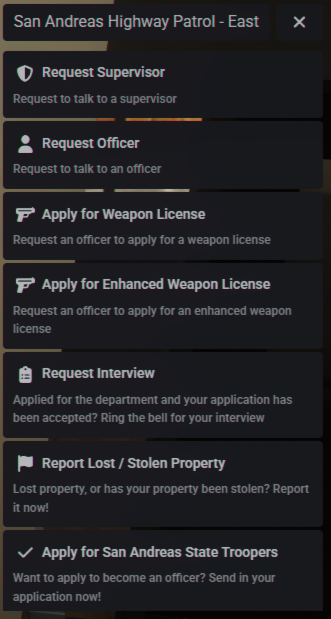 San Andreas Highway Patrol - East
Request Supervisor
Request to talk to a supervisor
Request Officer
Request to talk to an officer
Apply for Weapon License
Request an officer to apply for a weapon license
Apply for Enhanced Weapon License
Request an officer to apply for an enhanced weapon
license
Request Interview
Applied for the department and your application has
been accepted? Ring the bell for your interview
Report Lost / Stolen Property
Lost property, or has your property been stolen? Report
it now!
Apply for San Andreas State Troopers
Want to apply to become an officer? Send in your
application now!